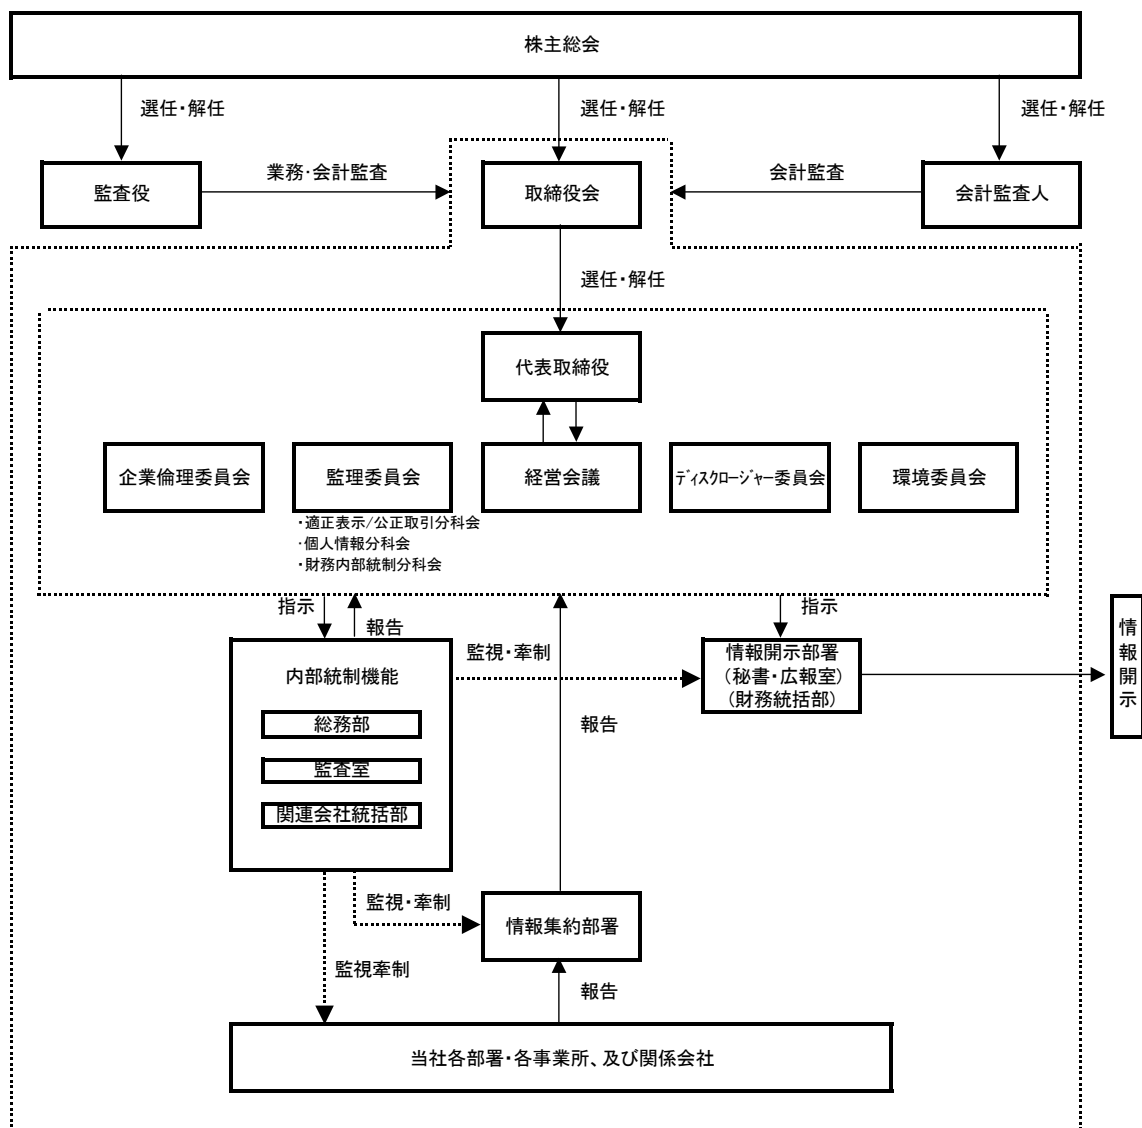 株主総会
選任・解任
選任・解任
選任・解任
監査役
業務・会計監査
取締役会
会計監査
会計監査人
選任・解任
代表取締役
企業倫理委員会
監理委員会
経営会議
ディスクロージャー委員会
環境委員会
・適正表示/公正取引分科会
・個人情報分科会
・財務内部統制分科会
指示
報告
指示
情報開示
内部統制機能
監視・牽制
情報開示部署
(秘書・広報室)
(財務統括部)
総務部
報告
監査室
関連会社統括部
監視・牽制
情報集約部署
監視牽制
報告
当社各部署・各事業所、及び関係会社